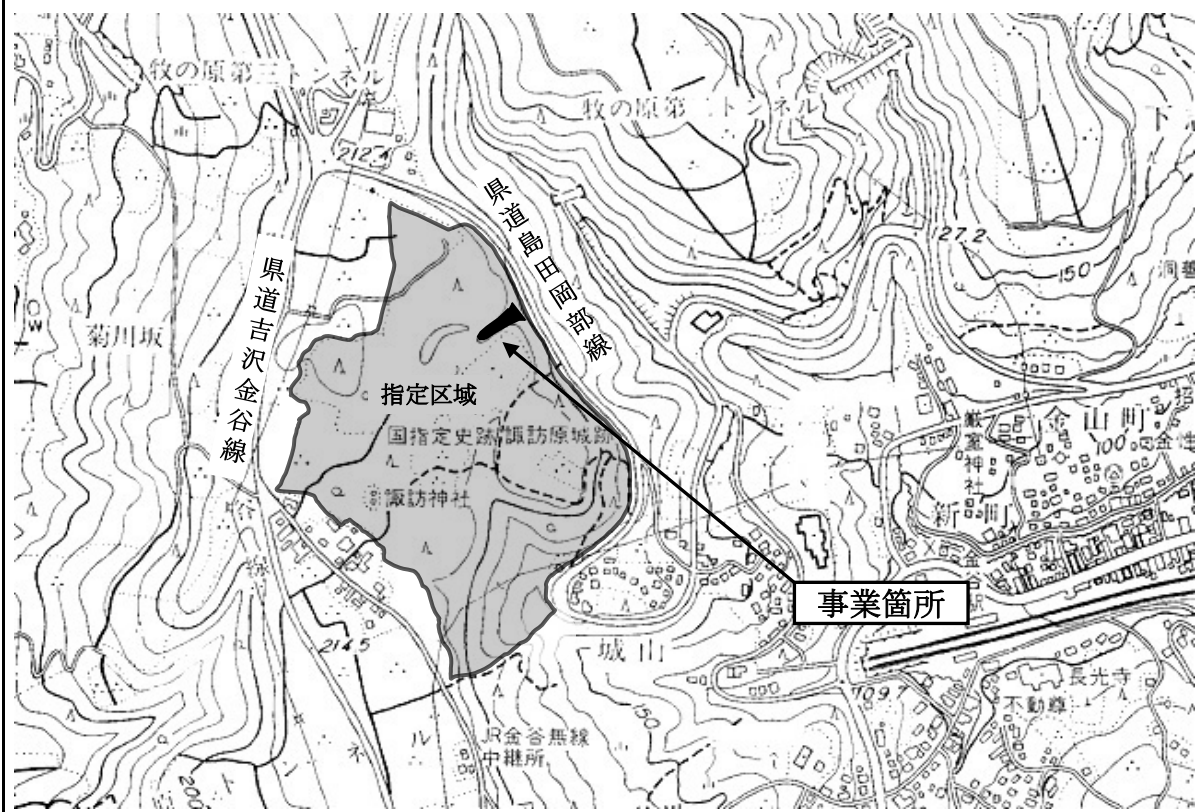 牧の原第二トンネル
牧の原第二トンネル
212.4
県道島田岡部線
県道吉沢金谷線
菊川坂
指定区域
国指定史跡 諏訪原城跡
諏訪神社
27.2
150
巌室神社
金山町
100
新町
事業箇所
214.5
城山
109.7
長光寺
不動尊
150
JR金谷無線
中継所
200